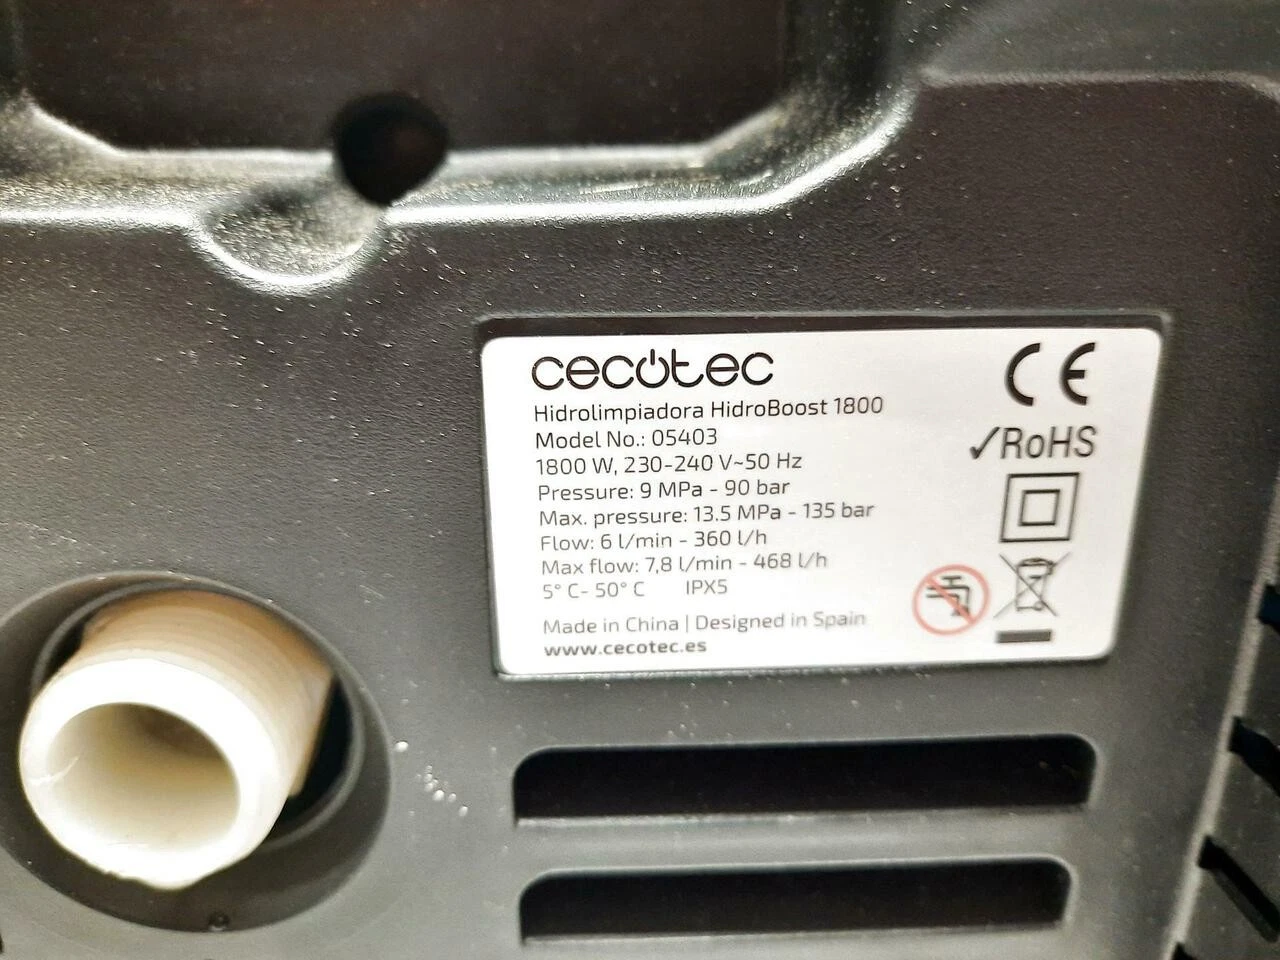 cecotec
Hidrolimpiadora HidroBoost 1800
Model No.: 05403
1800 W, 230-240 V~50 Hz
Pressure: 9 MPa - 90 bar
Max. pressure: 13.5 MPa - 135 bar
Flow: 6 l/min - 360 l/h
Max flow: 7,8 l/min - 468 l/h
5° C- 50° C IPX5
Made in China | Designed in Spain
www.cecotec.es
CE
✓RoHS